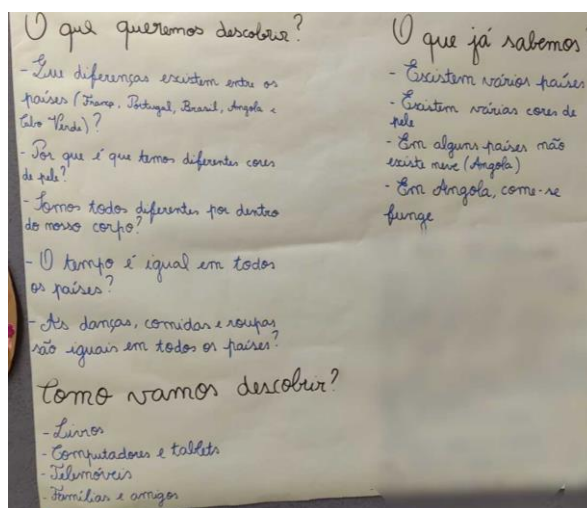 O que queremos descobrir?
- Que diferenças existem entre os
países (França, Portugal, Brasil, Angola e
Cabo Verde)?
- Por que é que temos diferentes cores
de pele?
- Somos todos diferentes por dentro
do nosso corpo?
- O tempo é igual em todos
os países?
- As danças, comidas e roupas
são iguais em todos os países?
Como vamos descobrir?
- Livros
- Computadores e tablets
- Telemóveis
- Famílias e amigos
O que já sabemos
- Existem vários países
- Existem várias cores de
pele
- Em alguns países não
existe neve (Angola)
- Em Angola, come-se
funge